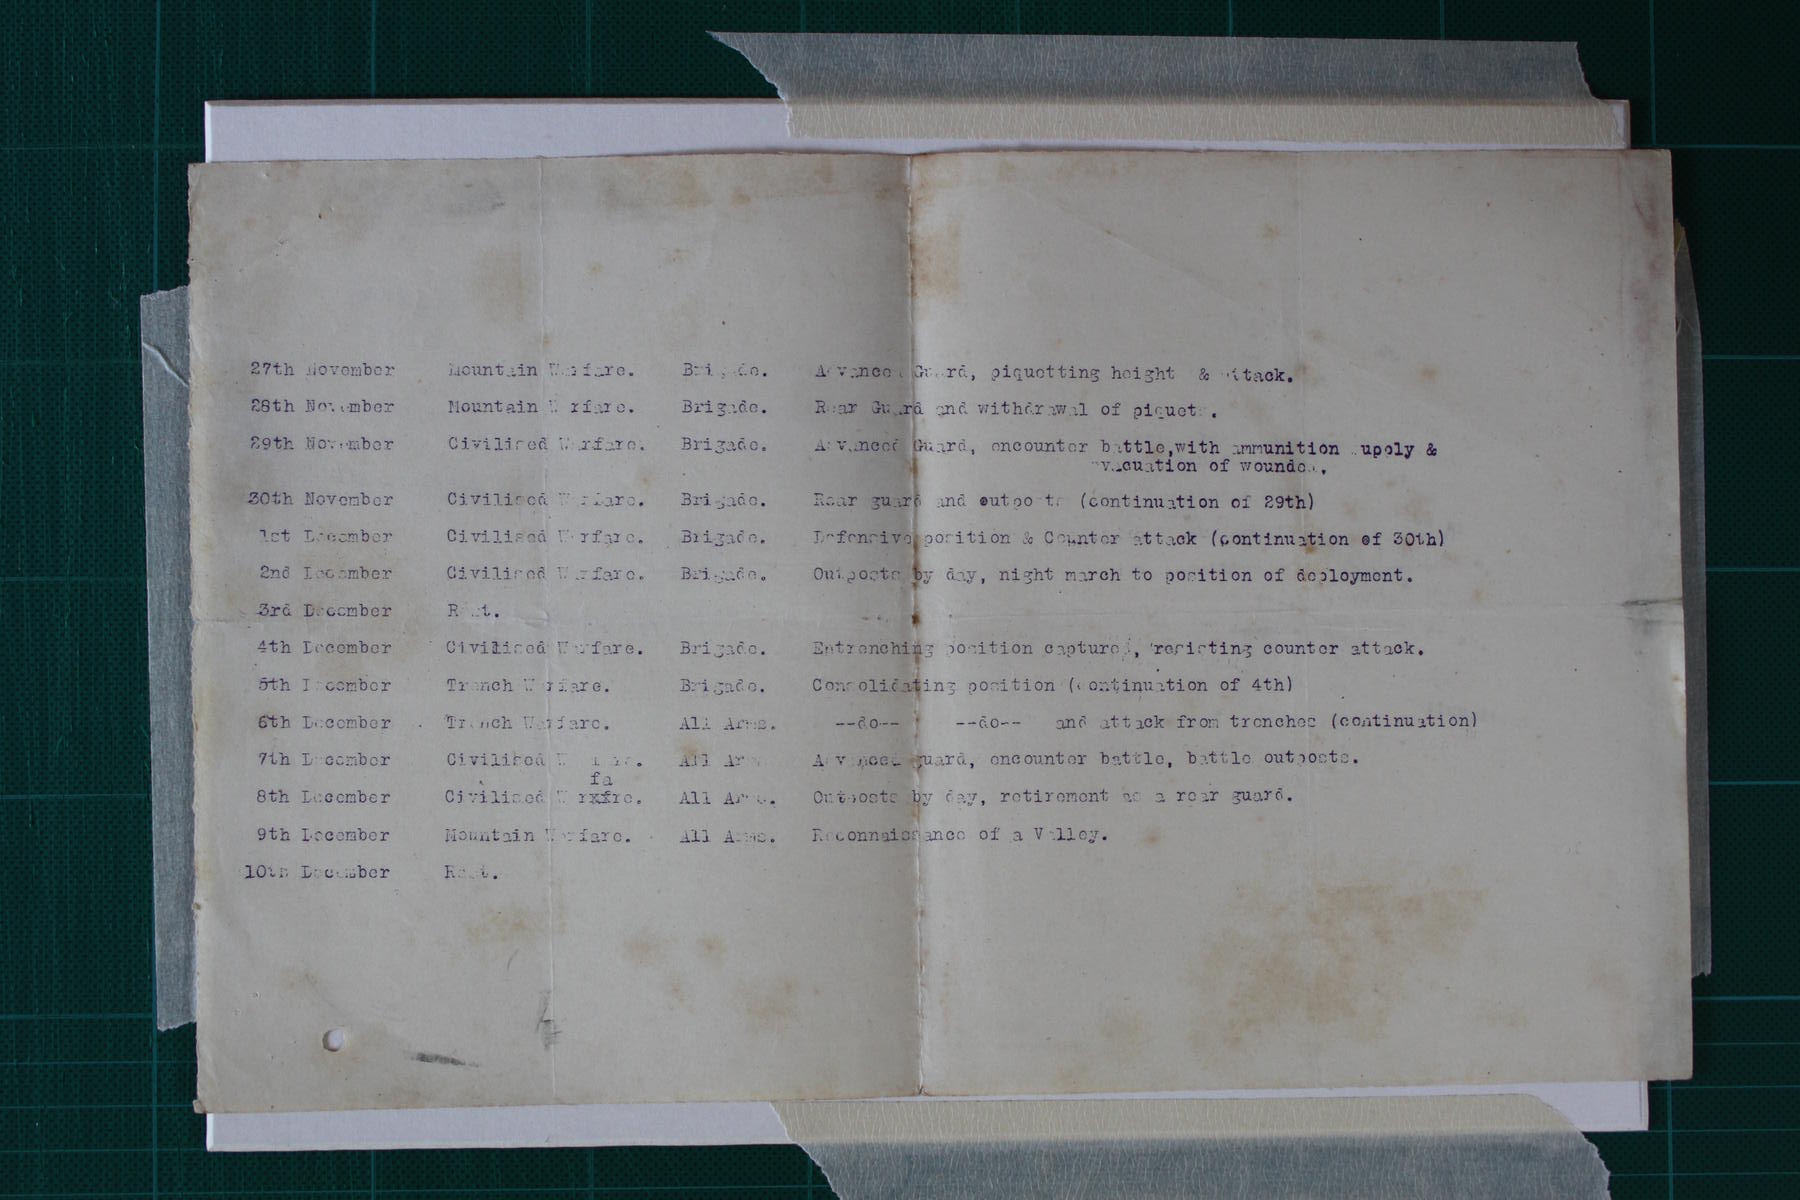 27th November Mountain Warfare. Brigade. Advanced Guard, piquetting height & attack.
28th November Mountain Warfare. Brigade. Rear Guard and withdrawal of piquets.
29th November Civilised Warfare. Brigade. Advanced Guard, encounter battle,with ammunition supply &
evacuation of wounded.
30th November Civilised Warfare. Brigade. Rear guard and outposts (continuation of 29th)
1st December Civilised Warfare. Brigade. Defensive position & Counter attack (continuation of 30th)
2nd December Civilised Warfare. Brigade. Outposts by day, night march to position of deployment.
3rd December Rest.
4th December Civilised Warfare. Brigade. Entrenching position captured, resisting counter attack.
5th December Trench Warfare. Brigade. Consolidating position (continuation of 4th)
6th December Trench Warfare. All Arms. --do-- --do-- and attack from trenches (continuation)
7th December Civilised Warfare. All Arms. Advanced guard, encounter battle, battle outposts.
fa
8th December Civilised Warxfre. All Arms. Outposts by day, retirement as a rear guard.
9th December Mountain Warfare. All Arms. Reconnaissance of a Valley.
10th December Rest.